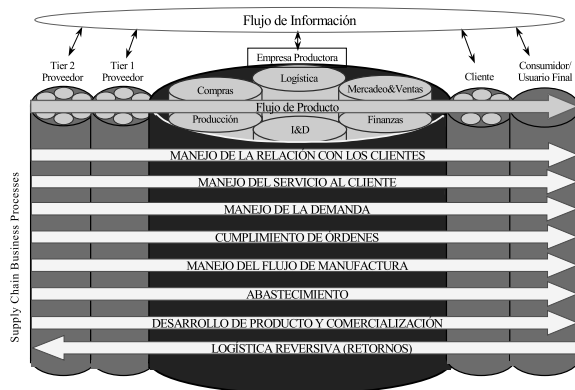 Flujo de Información
Empresa Productora
Tier 2
Proveedor
Tier 1
Proveedor
Cliente
Consumidor/
Usuario Final
Logística
Compras
Mercadeo&Ventas
Flujo de Producto
Producción
I&D
Finanzas
MANEJO DE LA RELACIÓN CON LOS CLIENTES
MANEJO DEL SERVICIO AL CLIENTE
MANEJO DE LA DEMANDA
CUMPLIMIENTO DE ÓRDENES
MANEJO DEL FLUJO DE MANUFACTURA
ABASTECIMIENTO
DESARROLLO DE PRODUCTO Y COMERCIALIZACIÓN
LOGÍSTICA REVERSIVA (RETORNOS)
Supply Chain Business Processes